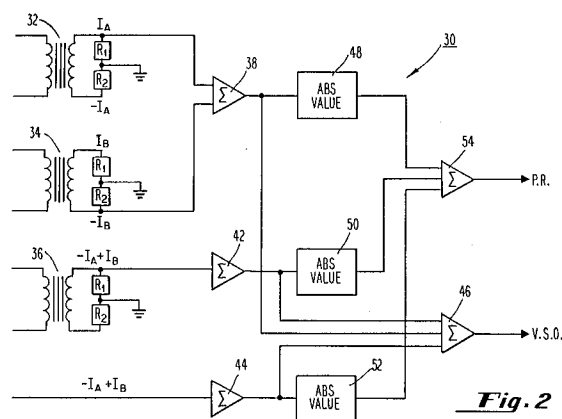 32
I_A
R1
R2
-I_A
38
Σ
48
ABS VALUE
30
34
I_B
R1
R2
-I_B
54
Σ
P.R.
36
-I_A+I_B
R1
R2
42
Σ
50
ABS VALUE
46
Σ
V.S.O.
-I_A+I_B
44
Σ
52
ABS VALUE
Fig. 2